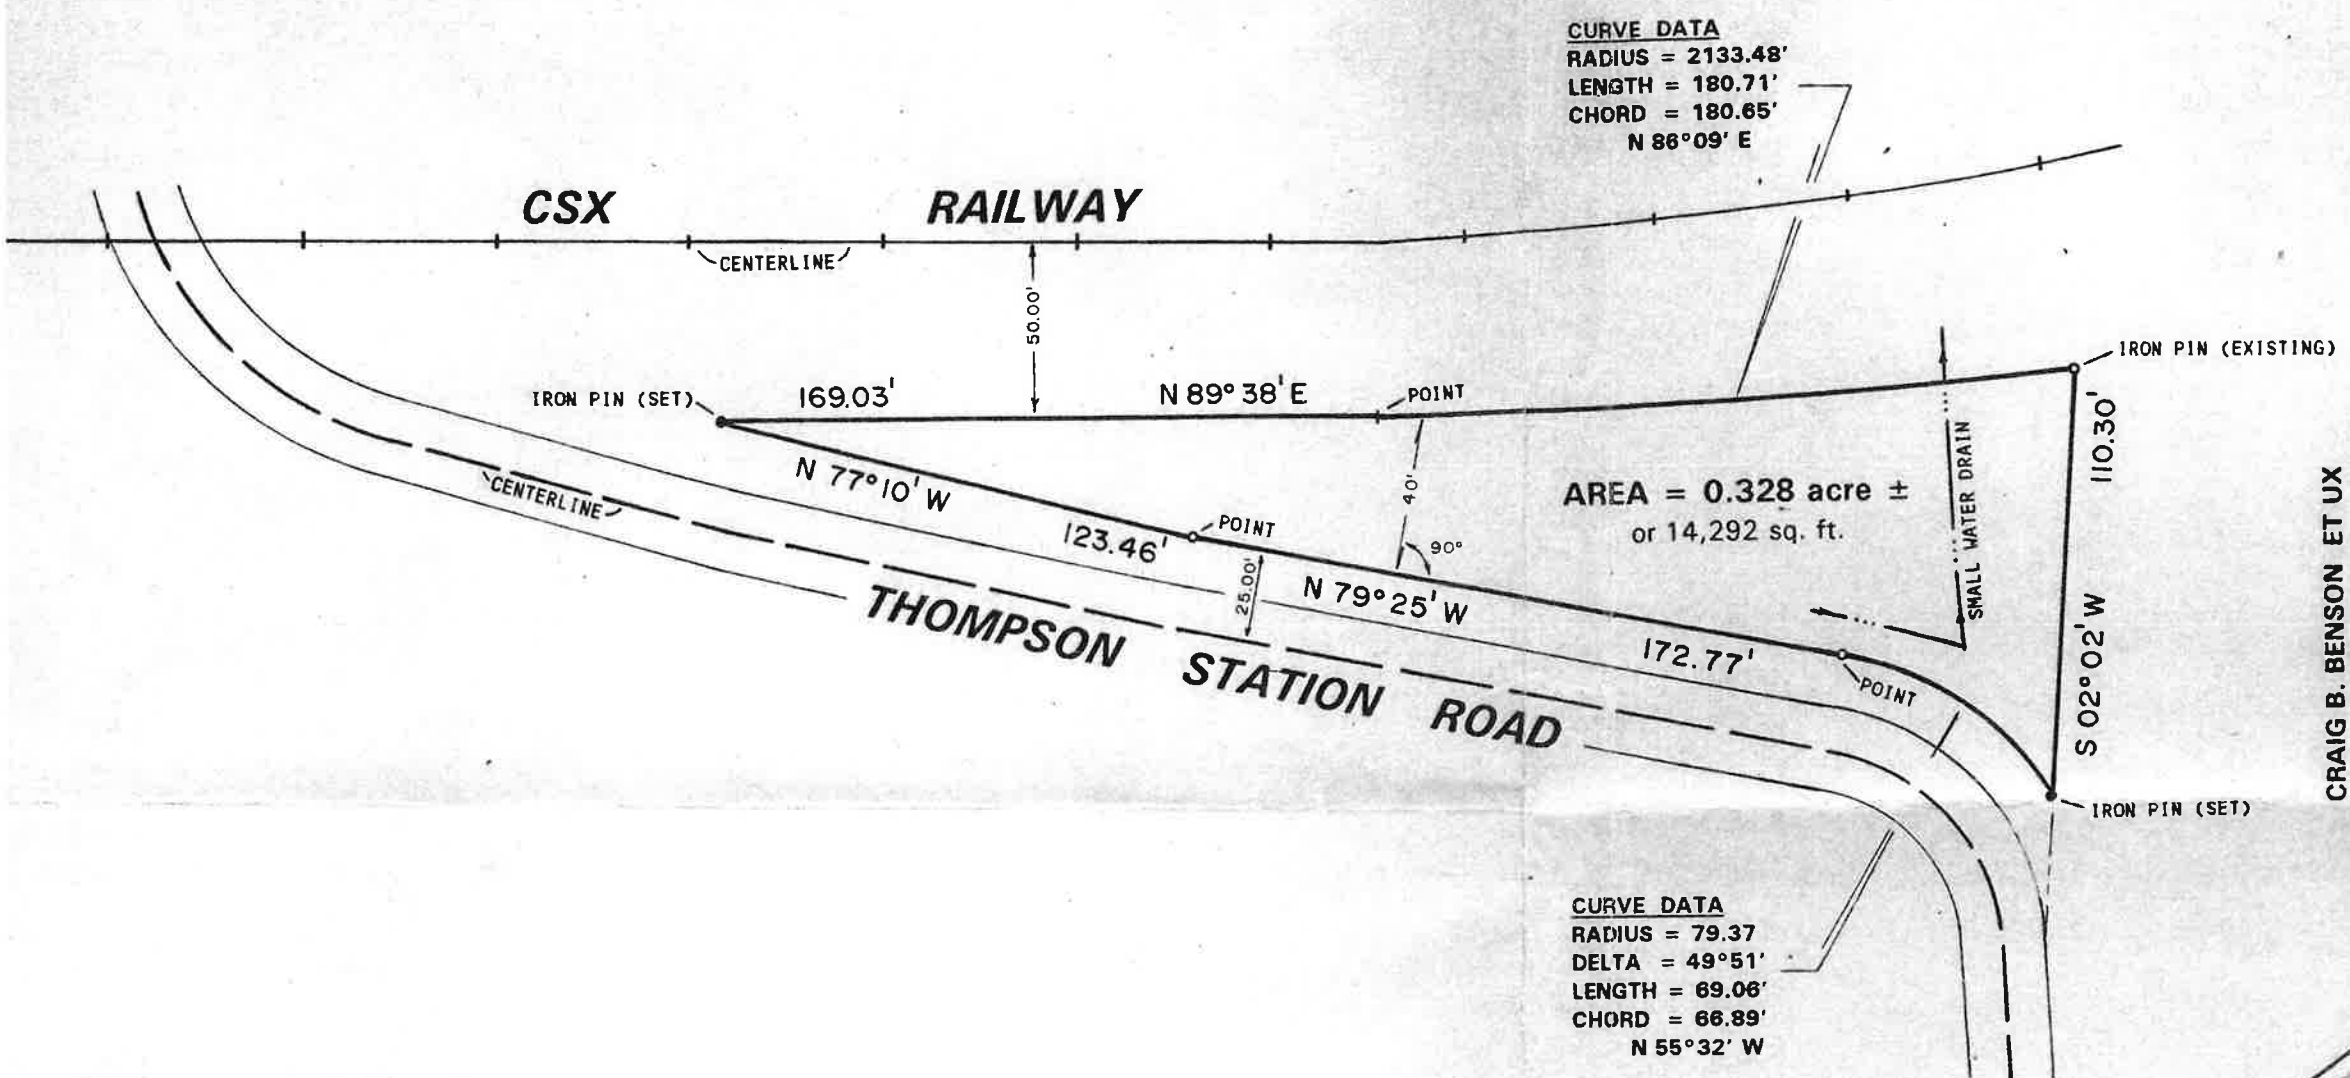 CURVE DATA
RADIUS = 2133.48'
LENGTH = 180.71'
CHORD = 180.65'
N 86°09' E
CSX RAILWAY
CENTERLINE
50.00'
IRON PIN (SET)
169.03'
N 89° 38' E
POINT
IRON PIN (EXISTING)
110.30'
N 77°10' W
CENTERLINE
123.46'
POINT
40'
90°
AREA = 0.328 acre ±
or 14,292 sq. ft.
SMALL WATER DRAIN
25.00'
N 79°25' W
THOMPSON STATION ROAD
172.77'
POINT
S 02° 02' W
CRAIG B. BENSON ET UX
IRON PIN (SET)
CURVE DATA
RADIUS = 79.37
DELTA = 49°51'
LENGTH = 69.06'
CHORD = 66.89'
N 55°32' W